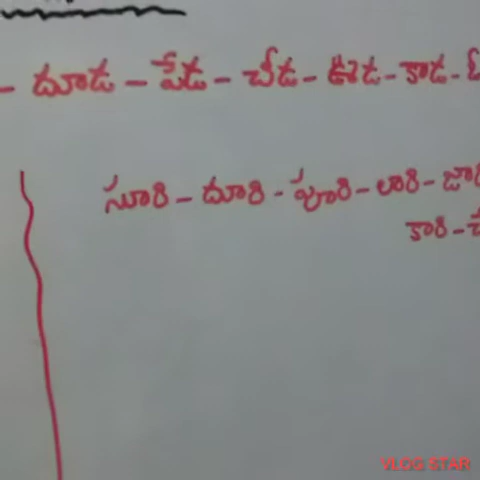 - దూడ - పేడ - చీడ - ఊడ - కాడ -
సూరి - దూరి - పూరి - లారి -
కారి -
VLOG STAR